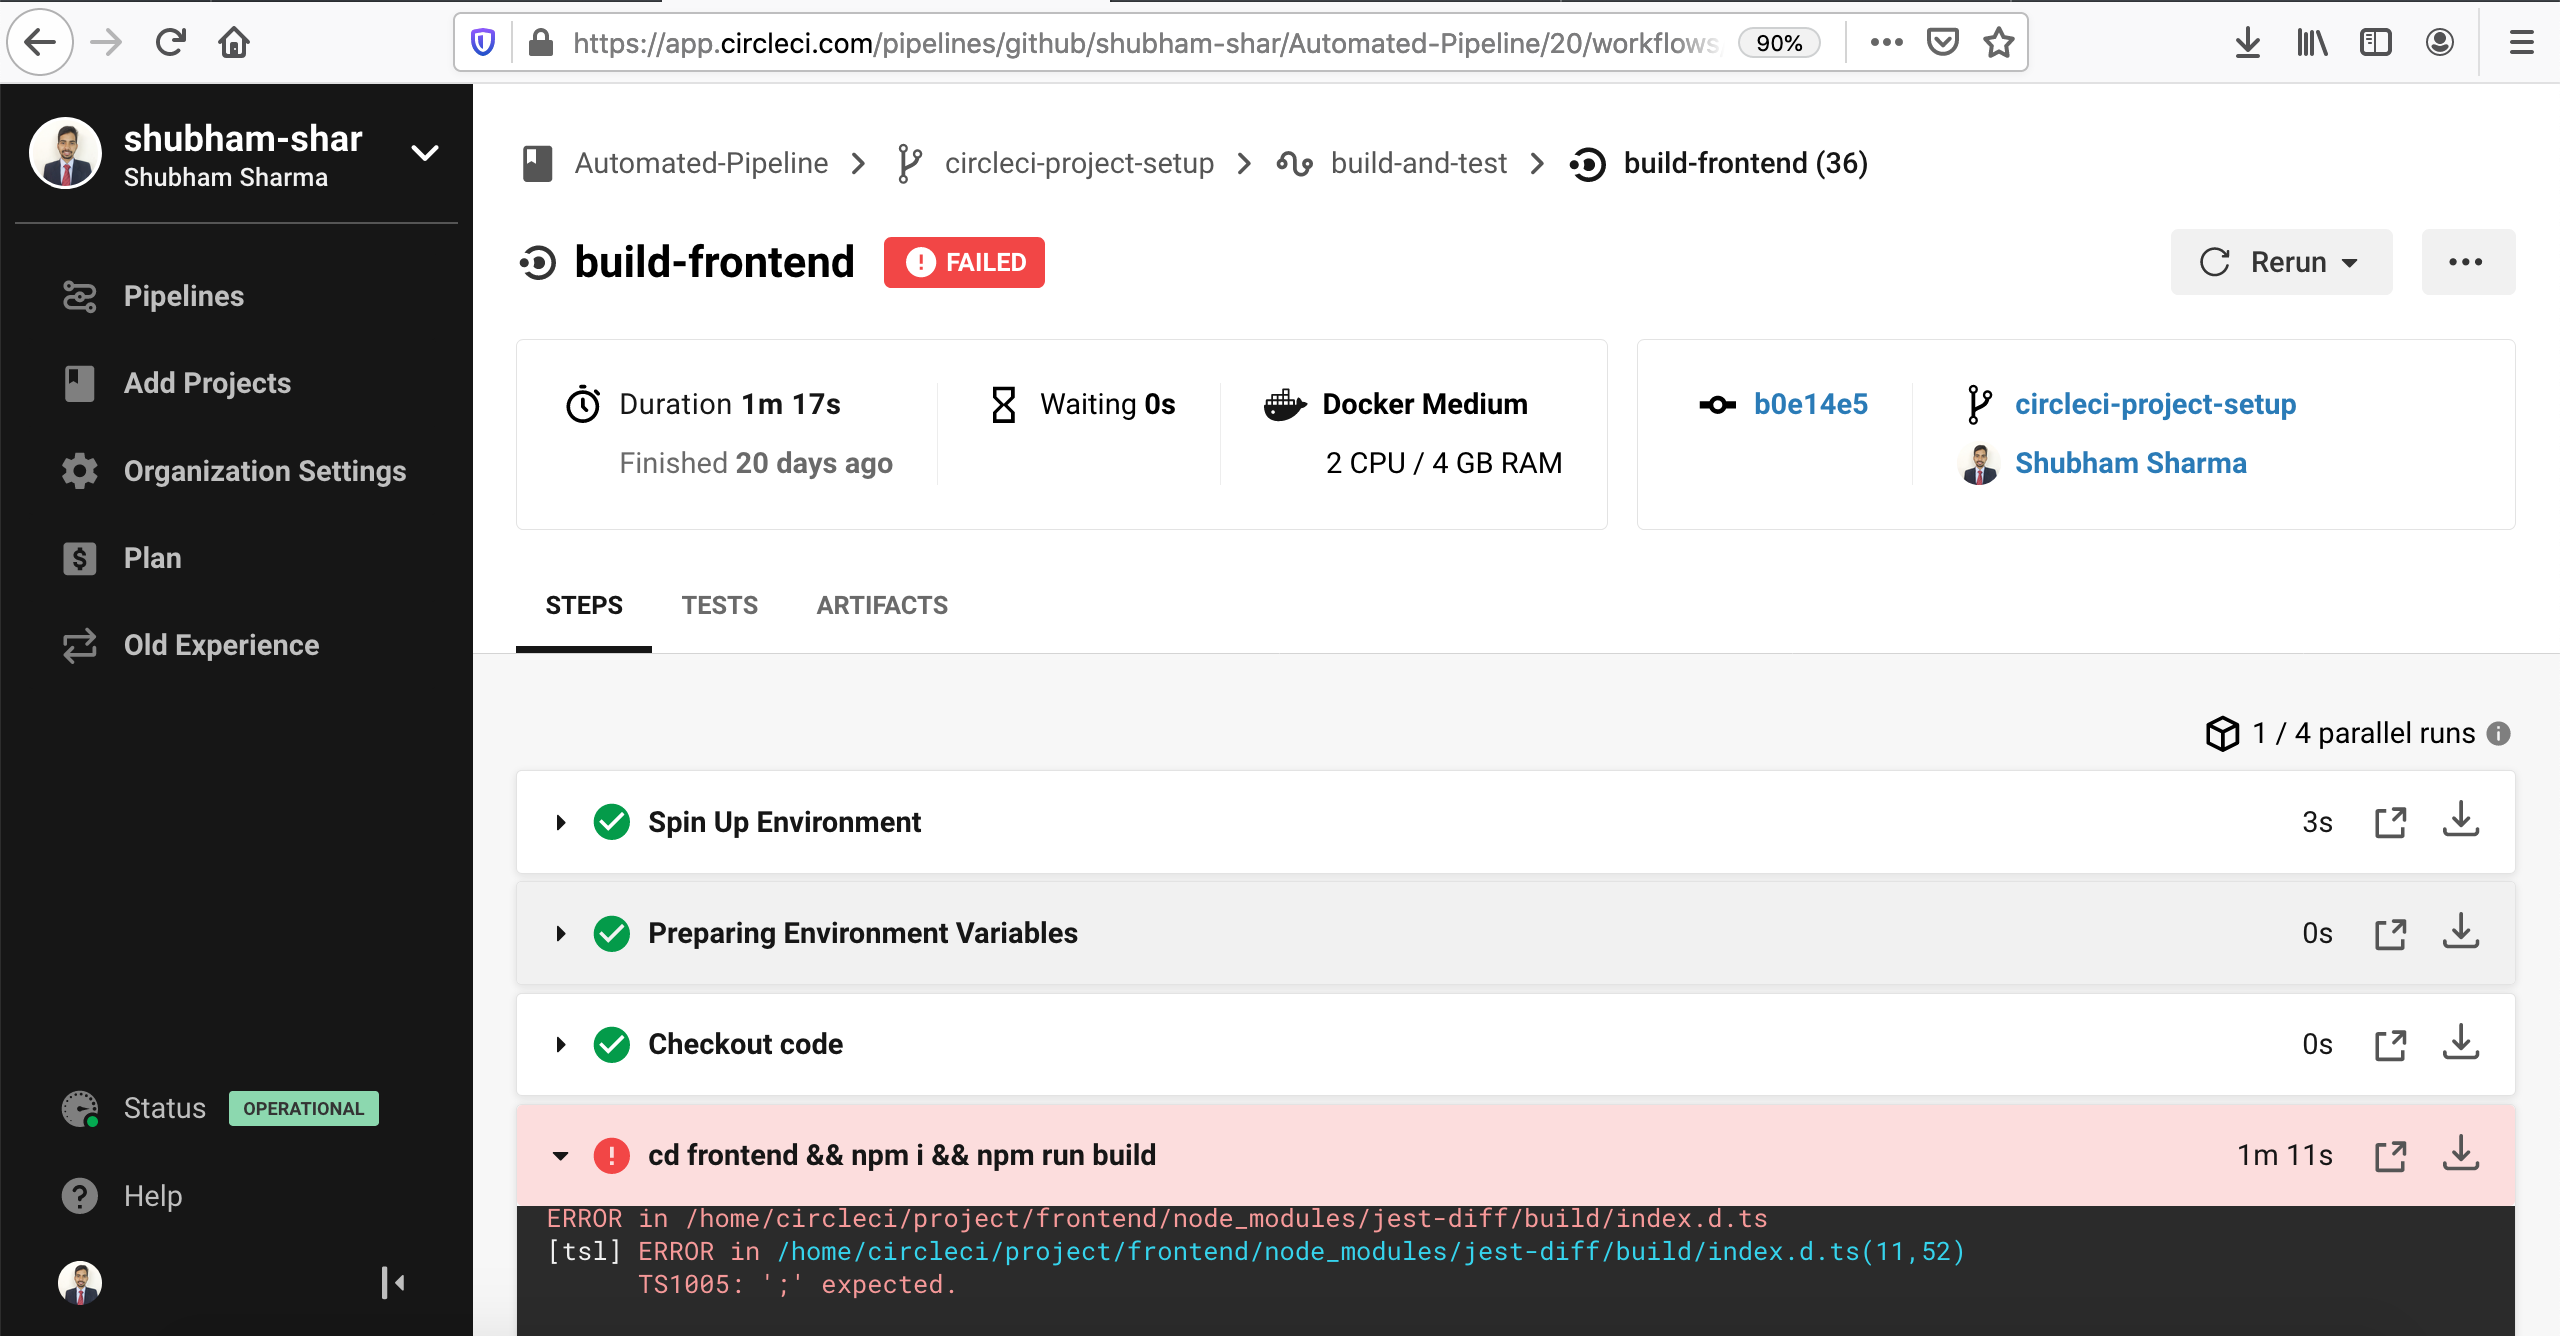 https://app.circleci.com/pipelines/github/shubham-shar/Automated-Pipeline/20/workflows
90%
shubham-shar
Shubham Sharma
Pipelines
Add Projects
Organization Settings
Plan
Old Experience
Status OPERATIONAL
Help
Automated-Pipeline
circleci-project-setup
build-and-test
build-frontend (36)
build-frontend
FAILED
Rerun
Duration 1m 17s
Finished 20 days ago
Waiting 0s
Docker Medium
2 CPU / 4 GB RAM
b0e14e5
circleci-project-setup
Shubham Sharma
STEPS
TESTS
ARTIFACTS
1 / 4 parallel runs
Spin Up Environment 3s
Preparing Environment Variables 0s
Checkout code 0s
cd frontend && npm i && npm run build 1m 11s
ERROR in /home/circleci/project/frontend/node_modules/jest-diff/build/index.d.ts
[tsl] ERROR in /home/circleci/project/frontend/node_modules/jest-diff/build/index.d.ts(11,52)
TS1005: ';' expected.